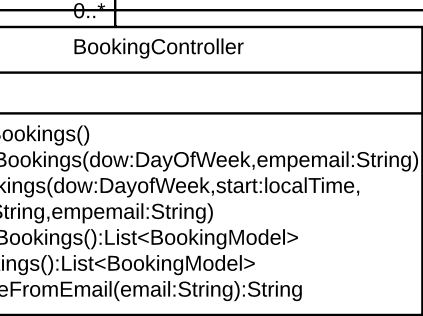 0..*
BookingController
ookings()
Bookings(dow:DayOfWeek,empemail:String)
kings(dow:DayofWeek,start:localTime,
String,empemail:String)
Bookings():List<BookingModel>
ings():List<BookingModel>
eFromEmail(email:String):String